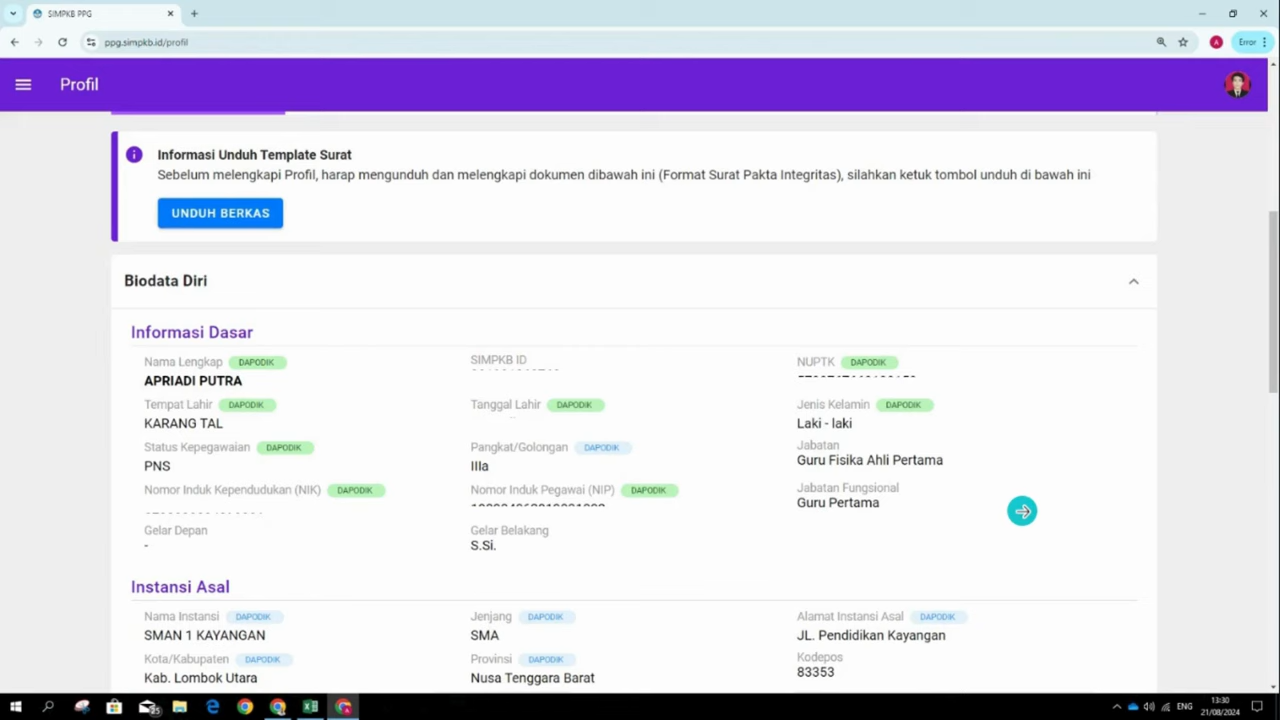 SIMPKB PPG
ppg.simpkb.id/profil
A
Error
Profil
Informasi Unduh Template Surat
Sebelum melengkapi Profil, harap mengunduh dan melengkapi dokumen dibawah ini (Format Surat Pakta Integritas), silahkan ketuk tombol unduh di bawah ini
UNDUH BERKAS
Biodata Diri
Informasi Dasar
Nama Lengkap DAPODIK SIMPKB ID NUPTK DAPODIK
APRIADI PUTRA
Tempat Lahir DAPODIK Tanggal Lahir DAPODIK Jenis Kelamin DAPODIK
KARANG TAL Laki - laki
Status Kepegawaian DAPODIK Pangkat/Golongan DAPODIK Jabatan
PNS IIIa Guru Fisika Ahli Pertama
Nomor Induk Kependudukan (NIK) DAPODIK Nomor Induk Pegawai (NIP) DAPODIK Jabatan Fungsional
Guru Pertama
Gelar Depan Gelar Belakang
- S.Si.
Instansi Asal
Nama Instansi DAPODIK Jenjang DAPODIK Alamat Instansi Asal DAPODIK
SMAN 1 KAYANGAN SMA JL. Pendidikan Kayangan
Kota/Kabupaten DAPODIK Provinsi DAPODIK Kodepos
Kab. Lombok Utara Nusa Tenggara Barat 83353
ENG
13:30
21/08/2024